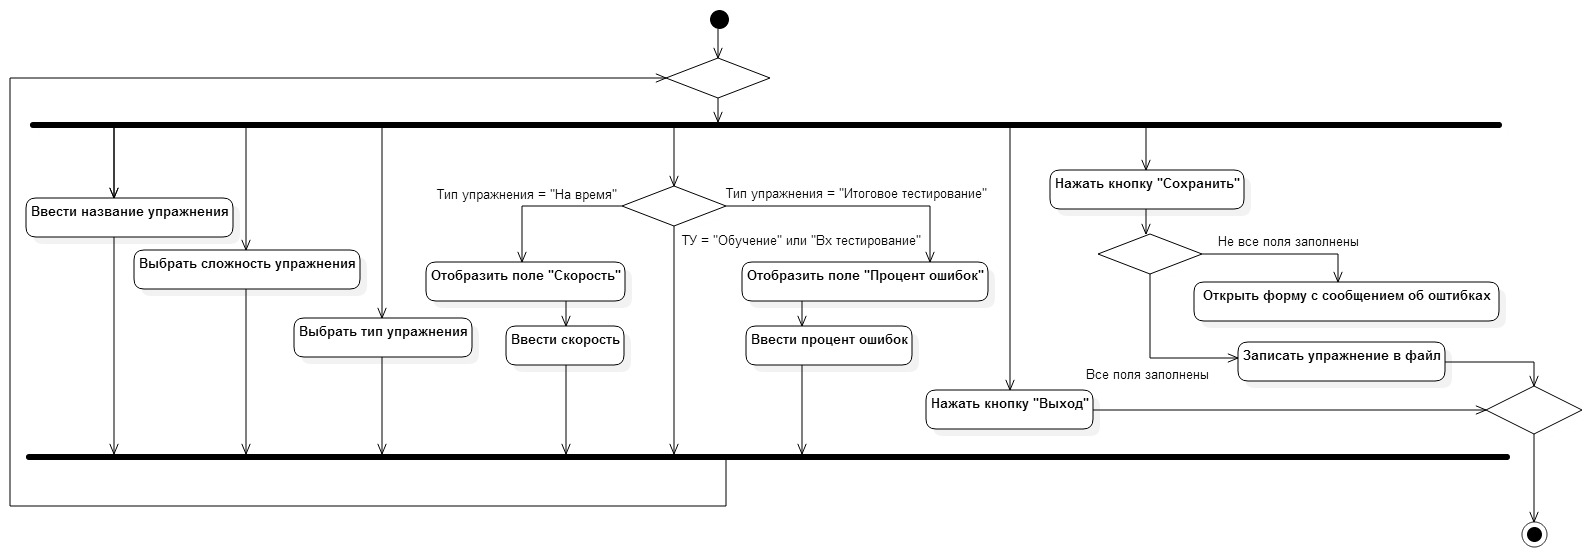 Нажать кнопку "Сохранить"
Тип упражнения = "На время"
Тип упражнения = "Итоговое тестирование"
Ввести название упражнения
ТУ = "Обучение" или "Вх тестирование"
Не все поля заполнены
Выбрать сложность упражнения
Отобразить поле "Скорость"
Отобразить поле "Процент ошибок"
Открыть форму с сообщением об оштибках
Выбрать тип упражнения
Ввести скорость
Ввести процент ошибок
Записать упражнение в файл
Все поля заполнены
Нажать кнопку "Выход"